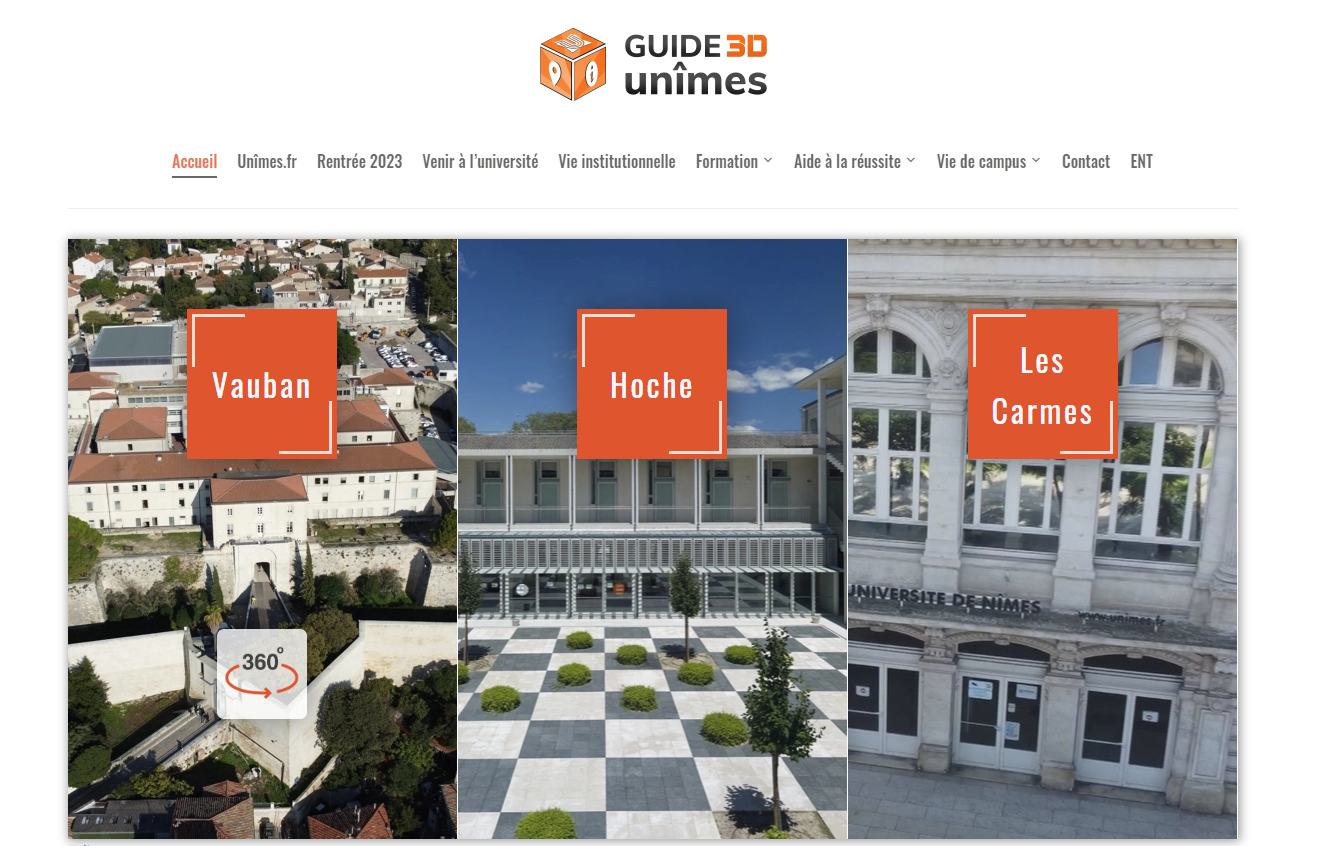 GUIDE 3D
unîmes
Accueil Unîmes.fr Rentrée 2023 Venir à l'université Vie institutionnelle Formation Aide à la réussite Vie de campus Contact ENT
Vauban
Hoche
Les
Carmes
UNIVERSITE DE NÎMES
www.unimes.fr
360°